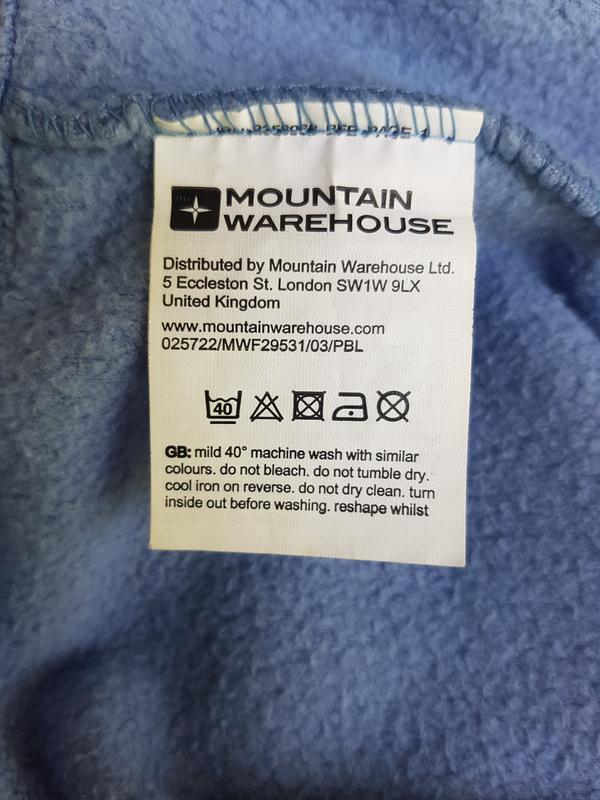 MOUNTAIN
WAREHOUSE
Distributed by Mountain Warehouse Ltd.
5 Eccleston St. London SW1W 9LX
United Kingdom
www.mountainwarehouse.com
025722/MWF29531/03/PBL
40
GB: mild 40° machine wash with similar
colours. do not bleach. do not tumble dry.
cool iron on reverse. do not dry clean. turn
inside out before washing. reshape whilst